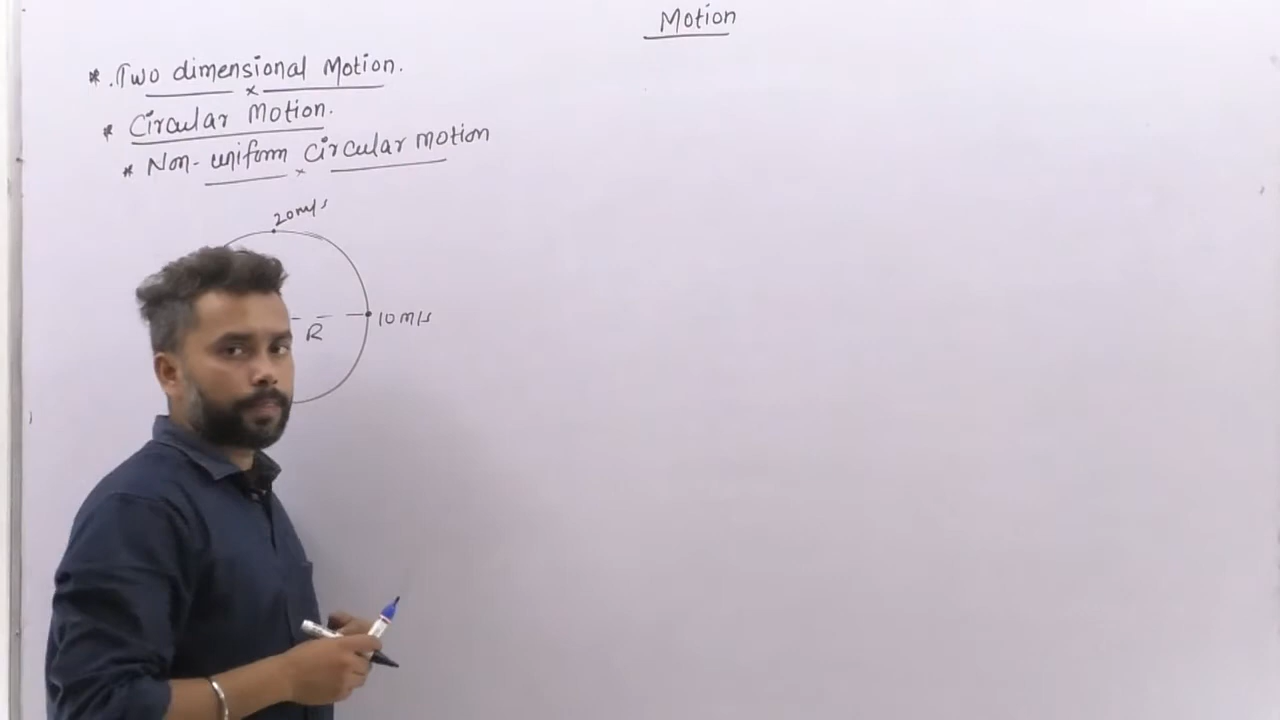 Motion
* . Two dimensional Motion.
* Circular Motion.
* Non-uniform Circular motion
20m/s
10m/s
R